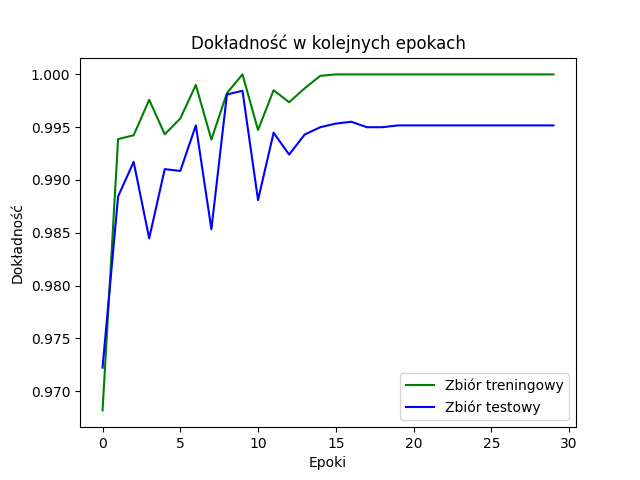 Dokładność w kolejnych epokach
Dokładność
1.000
0.995
0.990
0.985
0.980
0.975
0.970
0 5 10 15 20 25 30
Epoki
Zbiór treningowy
Zbiór testowy